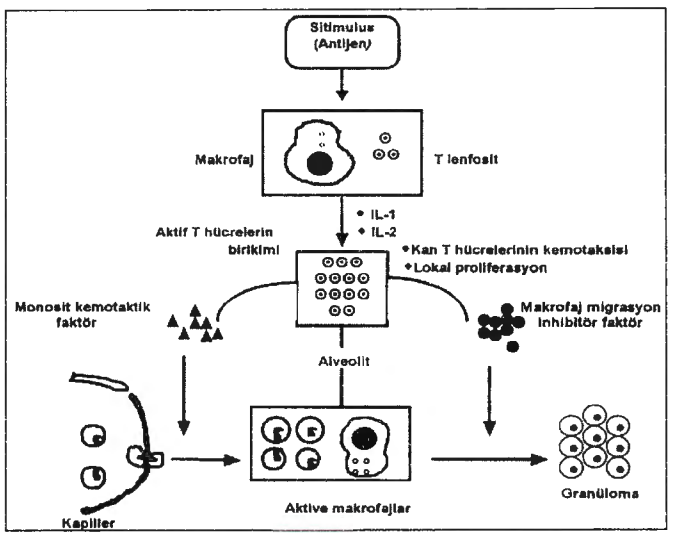 Sitimulus
(Antijen)
Makrofaj
T lenfosit
• IL-1
• IL-2
Aktif T hücrelerin
birikimi
• Kan T hücrelerinin kemotaksisi
• Lokal proliferasyon
Monosit kemotaktik
faktör
Makrofaj migrasyon
inhibitör faktör
Alveolit
Kapiller
Aktive makrofajlar
Granüloma